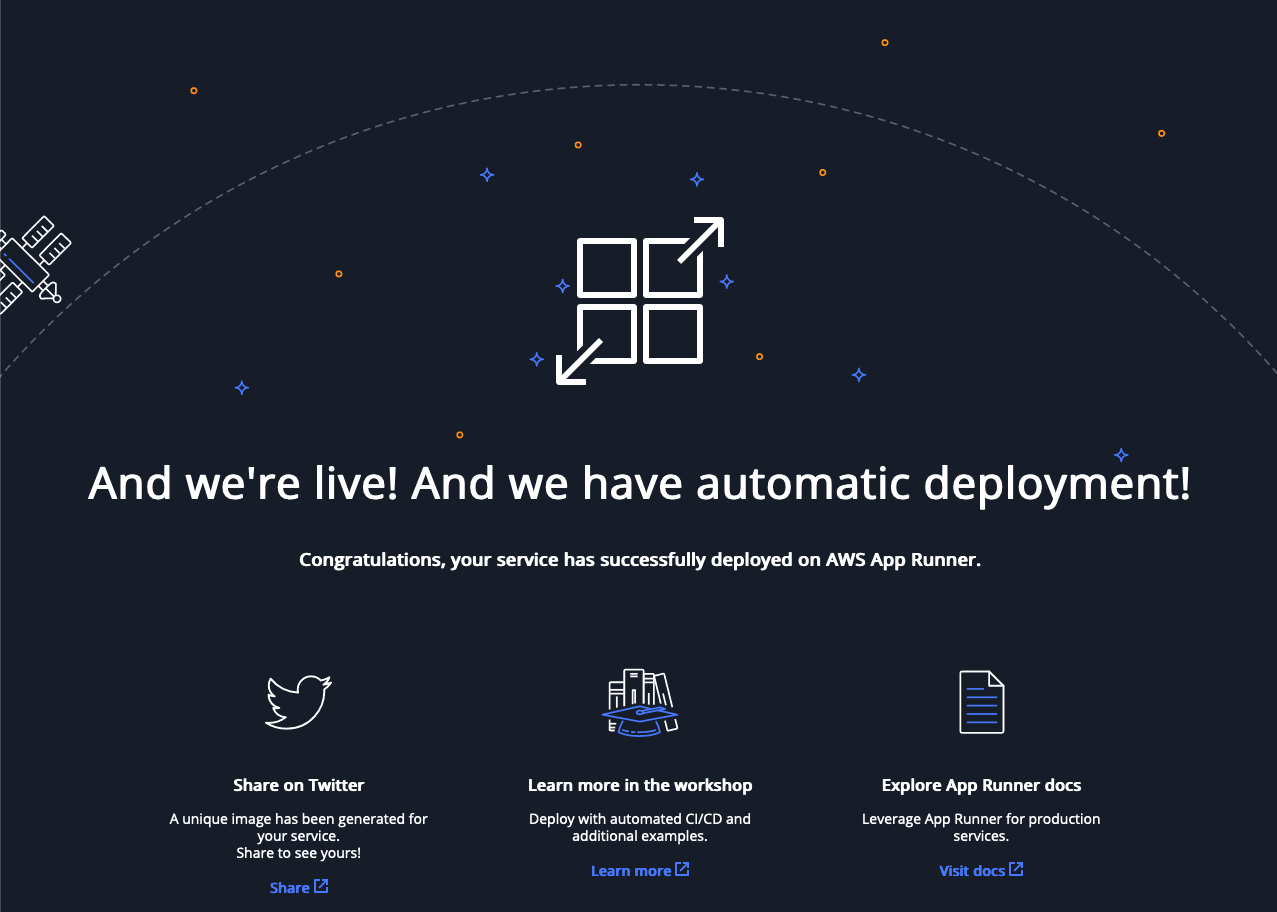 And we're live! And we have automatic deployment!
Congratulations, your service has successfully deployed on AWS App Runner.
Share on Twitter
A unique image has been generated for
your service.
Share to see yours!
Share
Learn more in the workshop
Deploy with automated CI/CD and
additional examples.
Learn more
Explore App Runner docs
Leverage App Runner for production
services.
Visit docs